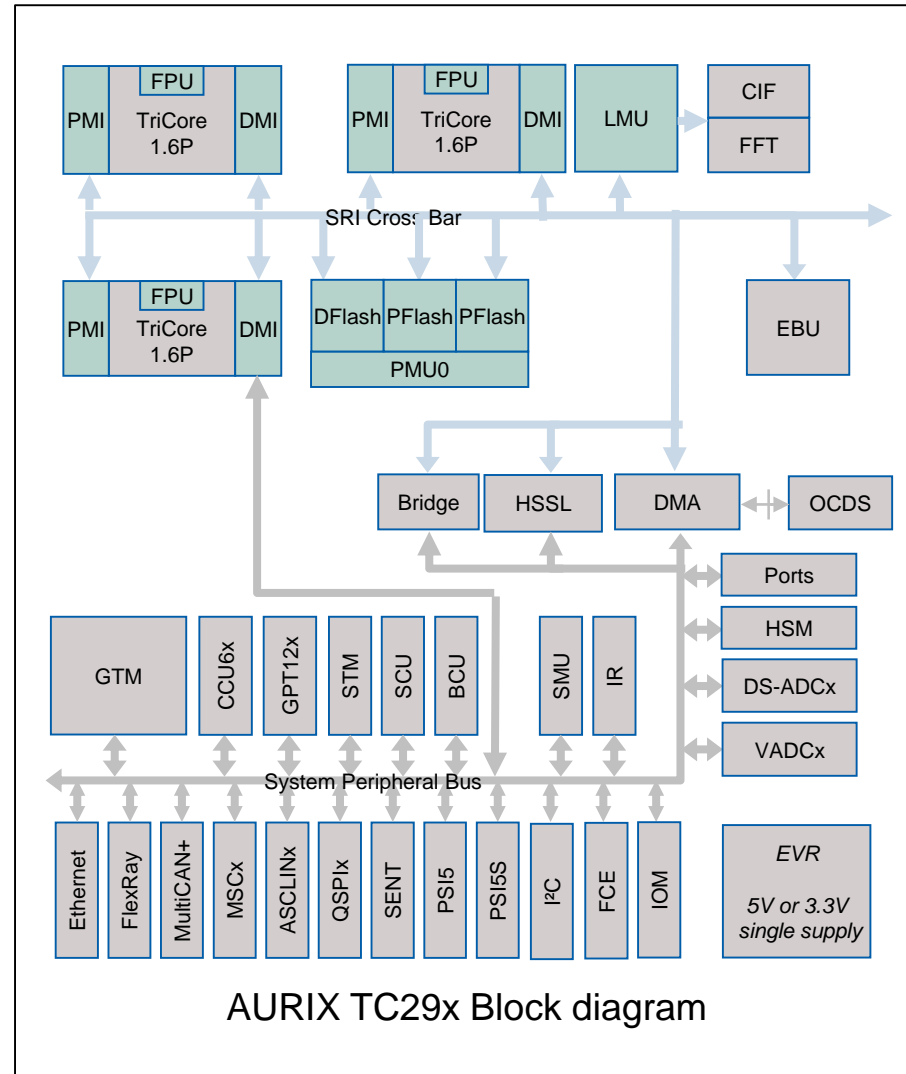 FPU
PMI
TriCore
1.6P
DMI
FPU
PMI
TriCore
1.6P
DMI
LMU
CIF
FFT
SRI Cross Bar
FPU
PMI
TriCore
1.6P
DMI
DFlash
PFlash
PFlash
PMU0
EBU
Bridge
HSSL
DMA
OCDS
Ports
HSM
DS-ADCx
VADCx
GTM
CCU6x
GPT12x
STM
SCU
BCU
SMU
IR
System Peripheral Bus
Ethernet
FlexRay
MultiCAN+
MSCx
ASCLINx
QSPIx
SENT
PSI5
PSI5S
I²C
FCE
IOM
EVR
5V or 3.3V
single supply
AURIX TC29x Block diagram